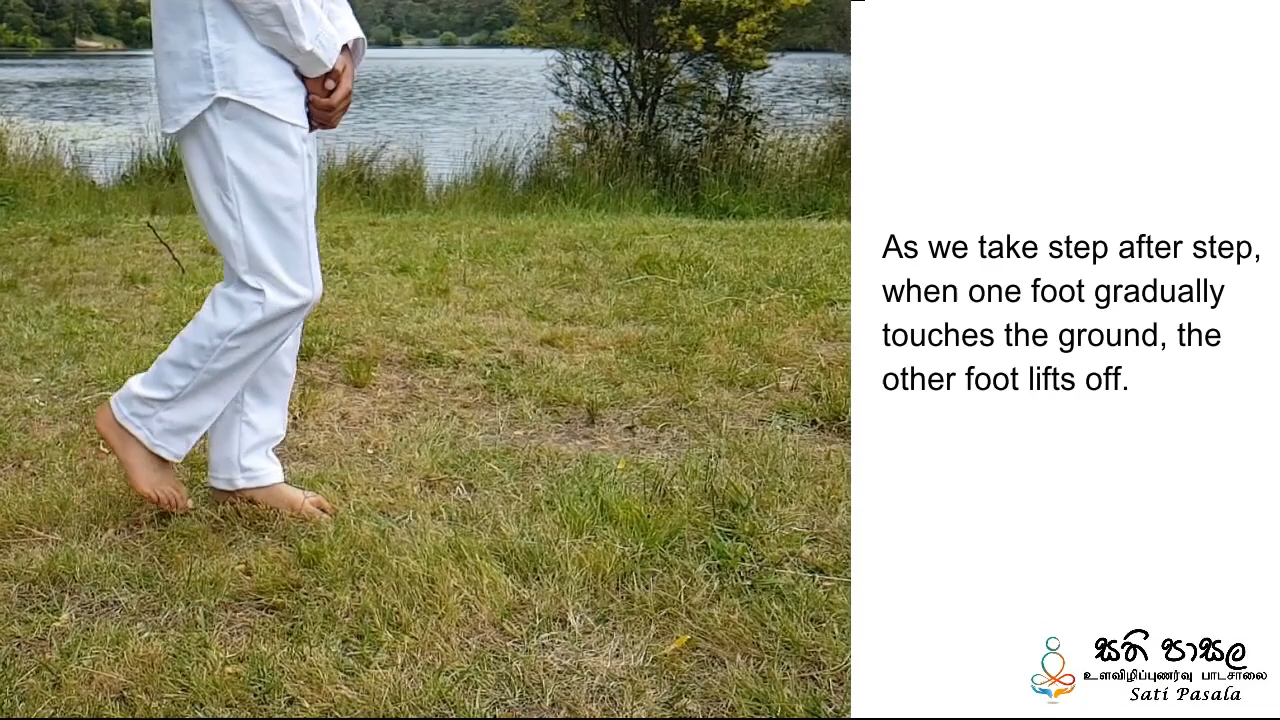 As we take step after step,
when one foot gradually
touches the ground, the
other foot lifts off.
සති පාසල
உளவிழிப்புணர்வு பாடசாலை
Sati Pasala